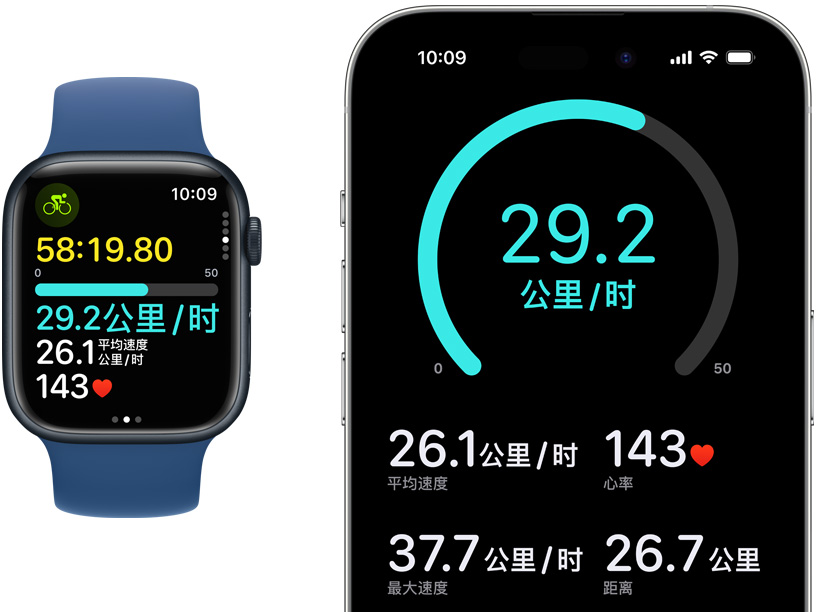 10:09
58:19.80
0 50
29.2公里/时
26.1 平均速度
公里/时
143
10:09
29.2
公里/时
0 50
26.1公里/时 143
平均速度 心率
37.7公里/时 26.7公里
最大速度 距离